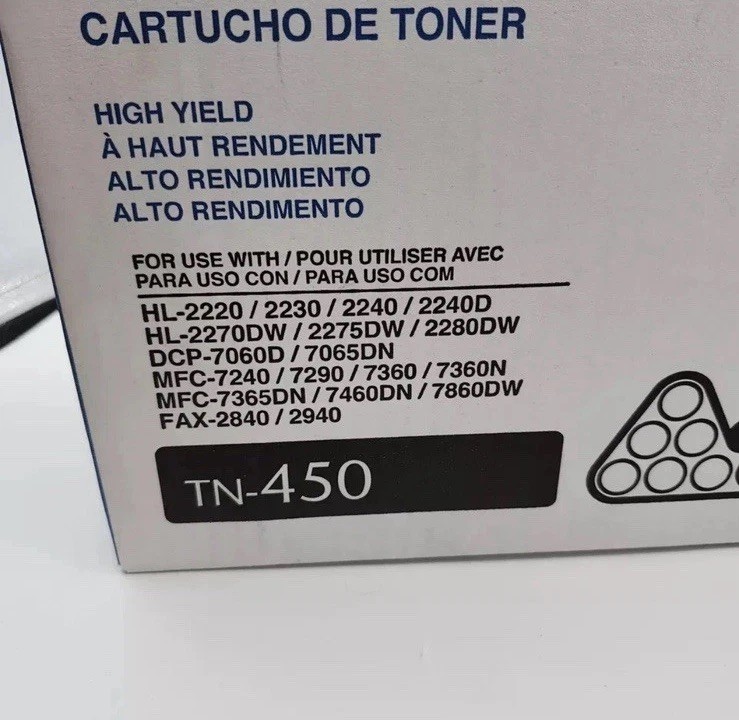 CARTUCHO DE TONER
HIGH YIELD
À HAUT RENDEMENT
ALTO RENDIMIENTO
ALTO RENDIMENTO
FOR USE WITH / POUR UTILISER AVEC
PARA USO CON / PARA USO COM
HL-2220 / 2230 / 2240 / 2240D
HL-2270DW / 2275DW / 2280DW
DCP-7060D / 7065DN
MFC-7240 / 7290 / 7360 / 7360N
MFC-7365DN / 7460DN / 7860DW
FAX-2840 / 2940
TN-450